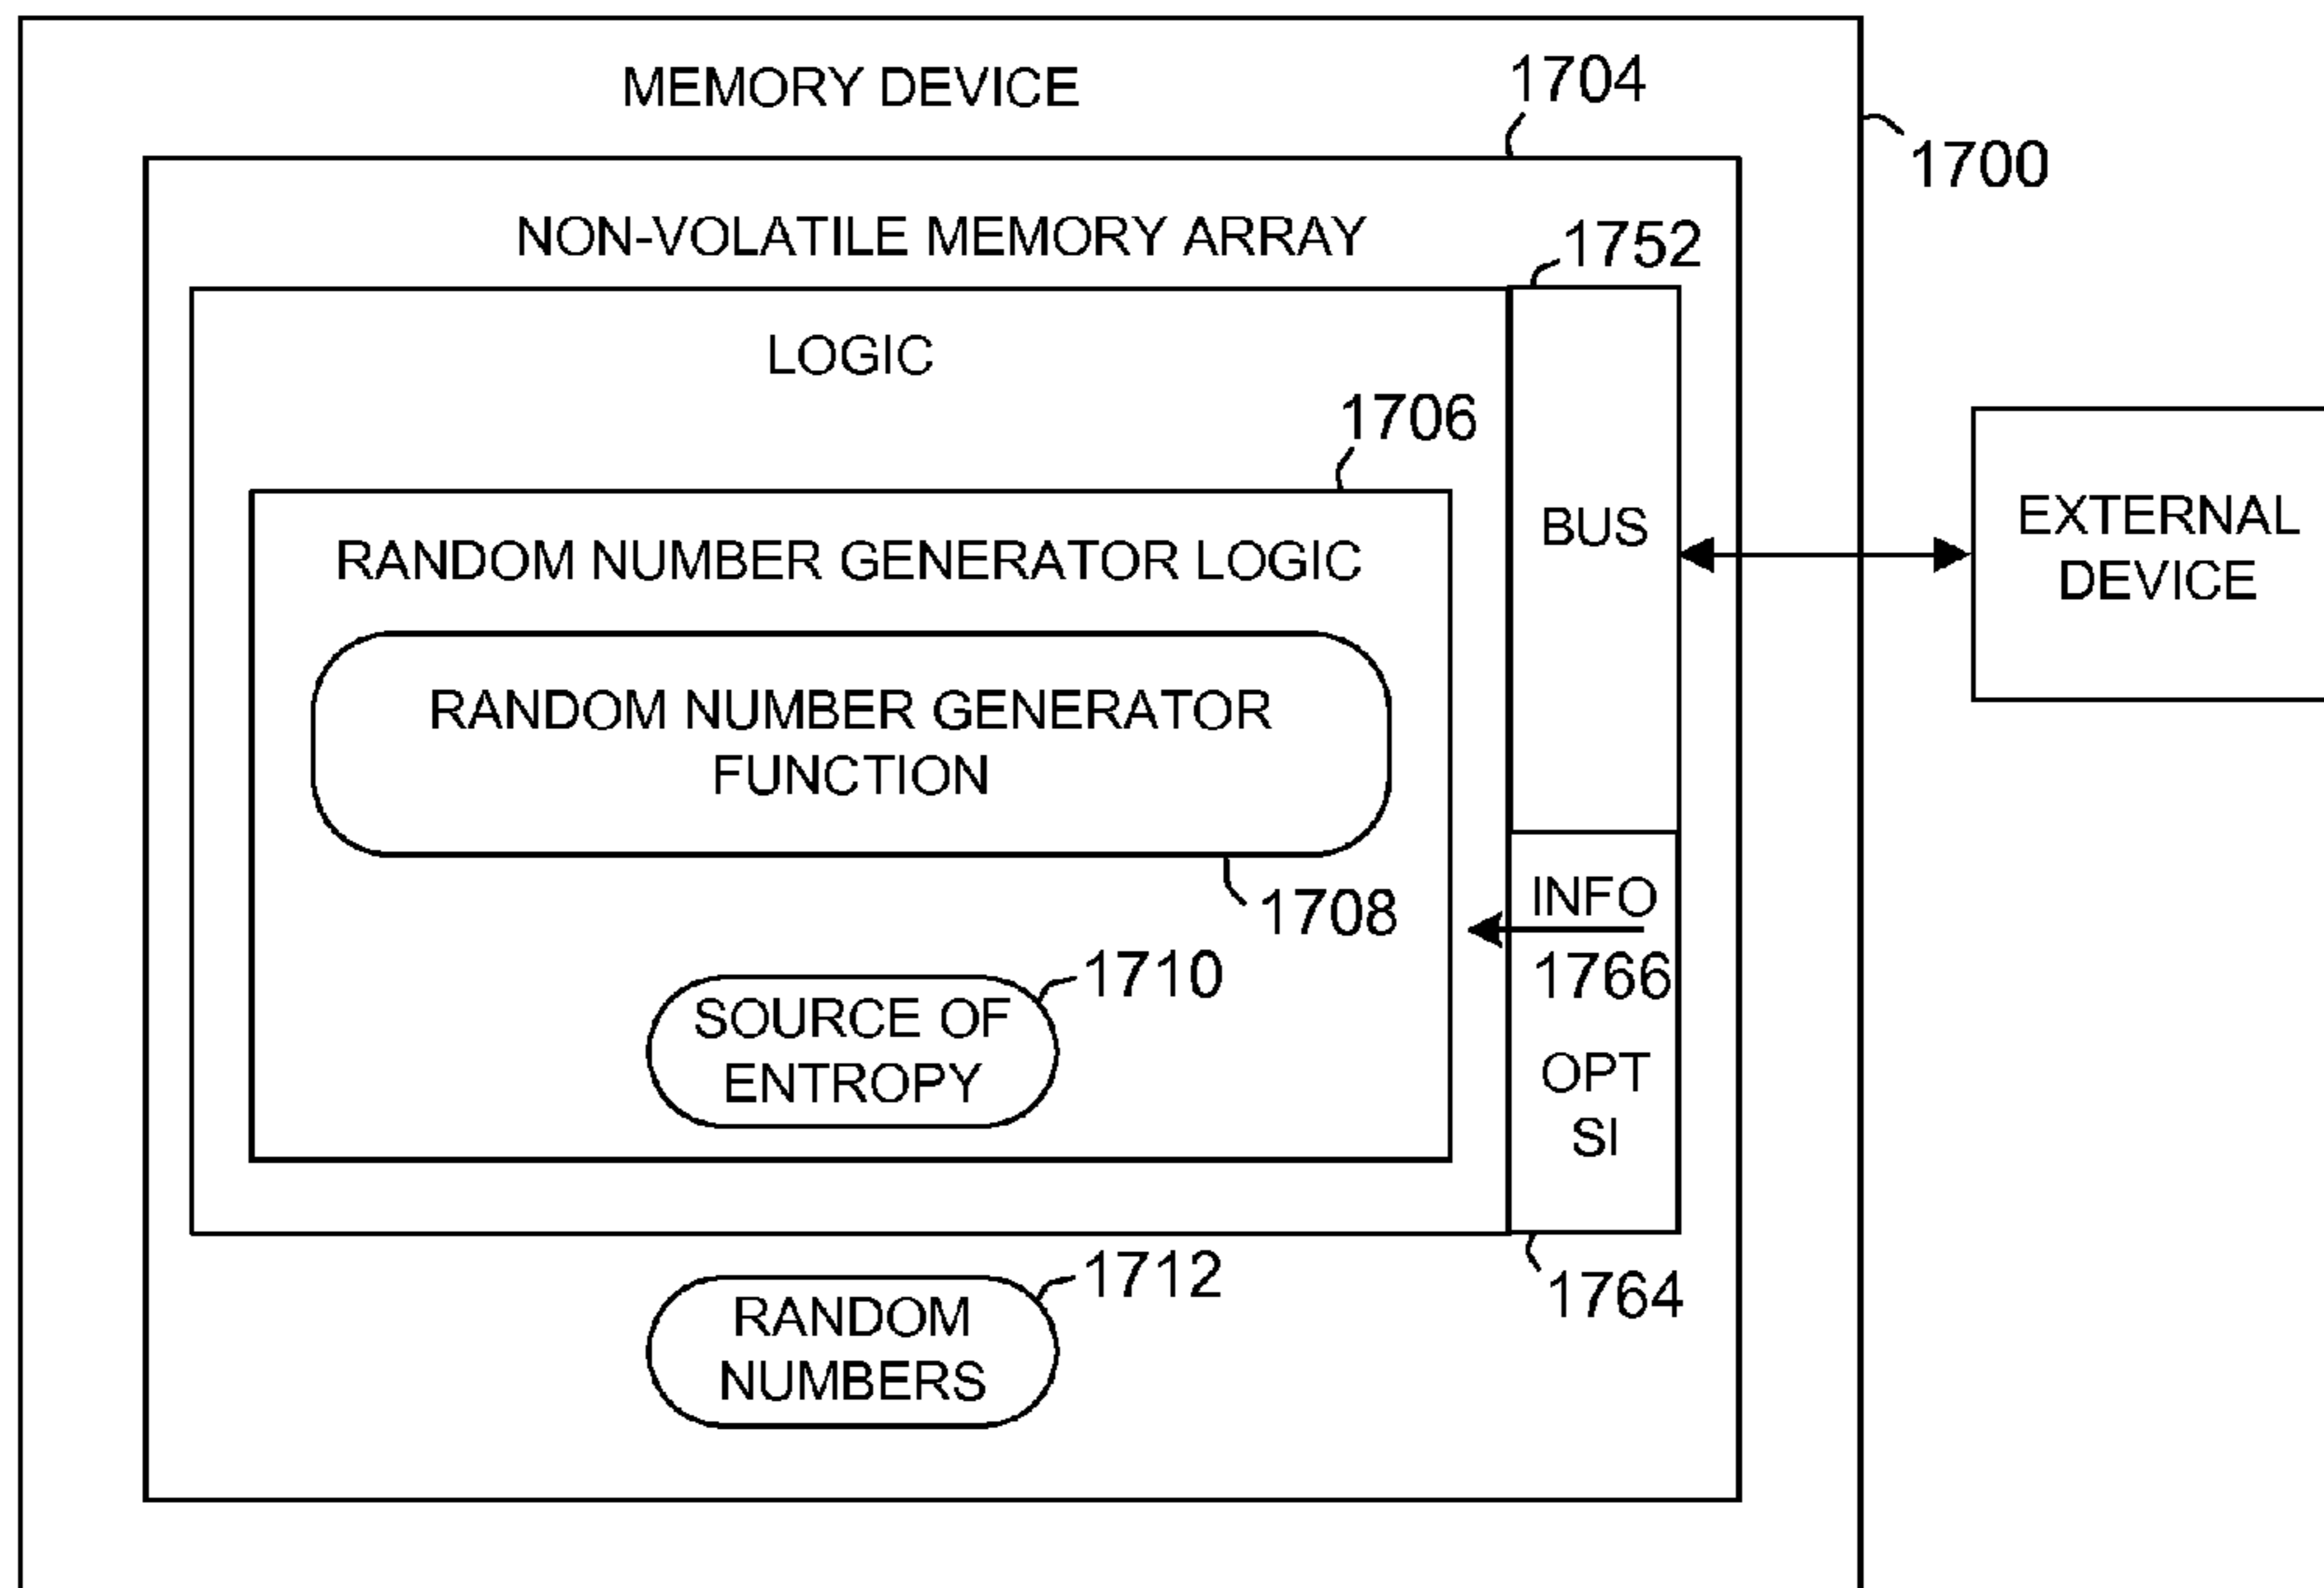 MEMORY DEVICE
1704
1700
NON-VOLATILE MEMORY ARRAY
1752
LOGIC
1706
RANDOM NUMBER GENERATOR LOGIC
BUS
EXTERNAL
DEVICE
RANDOM NUMBER GENERATOR
FUNCTION
1708
INFO
1766
1710
SOURCE OF
ENTROPY
OPT
SI
1712
1764
RANDOM
NUMBERS